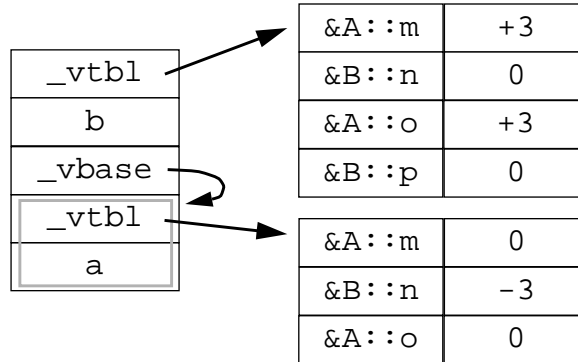 _vtbl
b
_vbase
_vtbl
a
&A::m +3
&B::n 0
&A::o +3
&B::p 0
&A::m 0
&B::n -3
&A::o 0